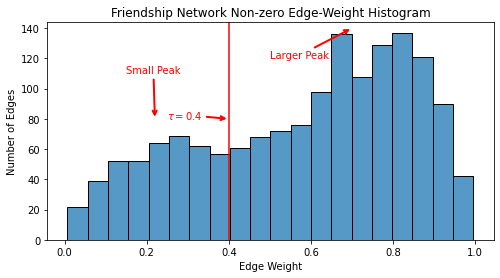 Friendship Network Non-zero Edge-Weight Histogram
140
120
100
80
60
40
20
0
Number of Edges
Small Peak
Larger Peak
τ = 0.4
0.0 0.2 0.4 0.6 0.8 1.0
Edge Weight